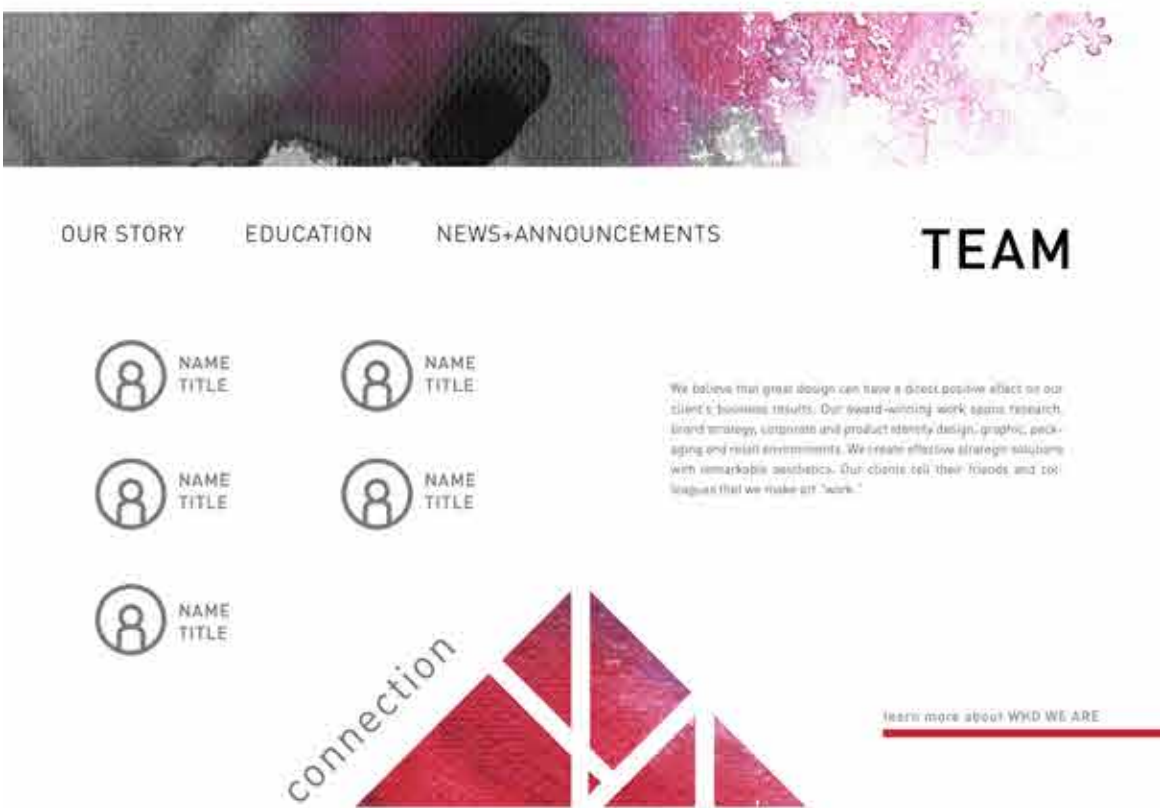 OUR STORY
EDUCATION
NEWS+ANNOUNCEMENTS
TEAM
NAME
TITLE
NAME
TITLE
NAME
TITLE
NAME
TITLE
NAME
TITLE
We believe that great design can have a direct positive effect on our
client's business results. Our award-winning work spans research,
brand strategy, corporate and product identity design, graphic, pack-
aging and retail environments. We create effective strategic solutions
with remarkable aesthetics. Our clients tell their friends and col-
leagues that we make art "work."
connection
learn more about WHO WE ARE